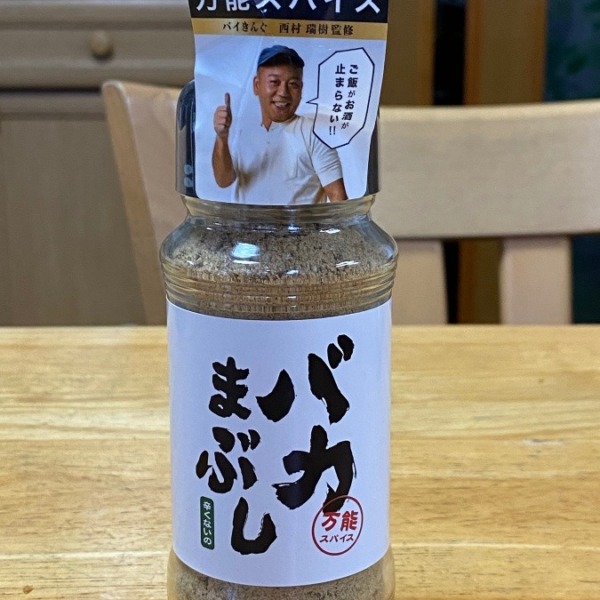 万能スパイス
バイきんぐ 西村 瑞樹 監修
ご飯がお酒が
止まらない!!
バカ
まぶし
辛くないの
万能
スパイス